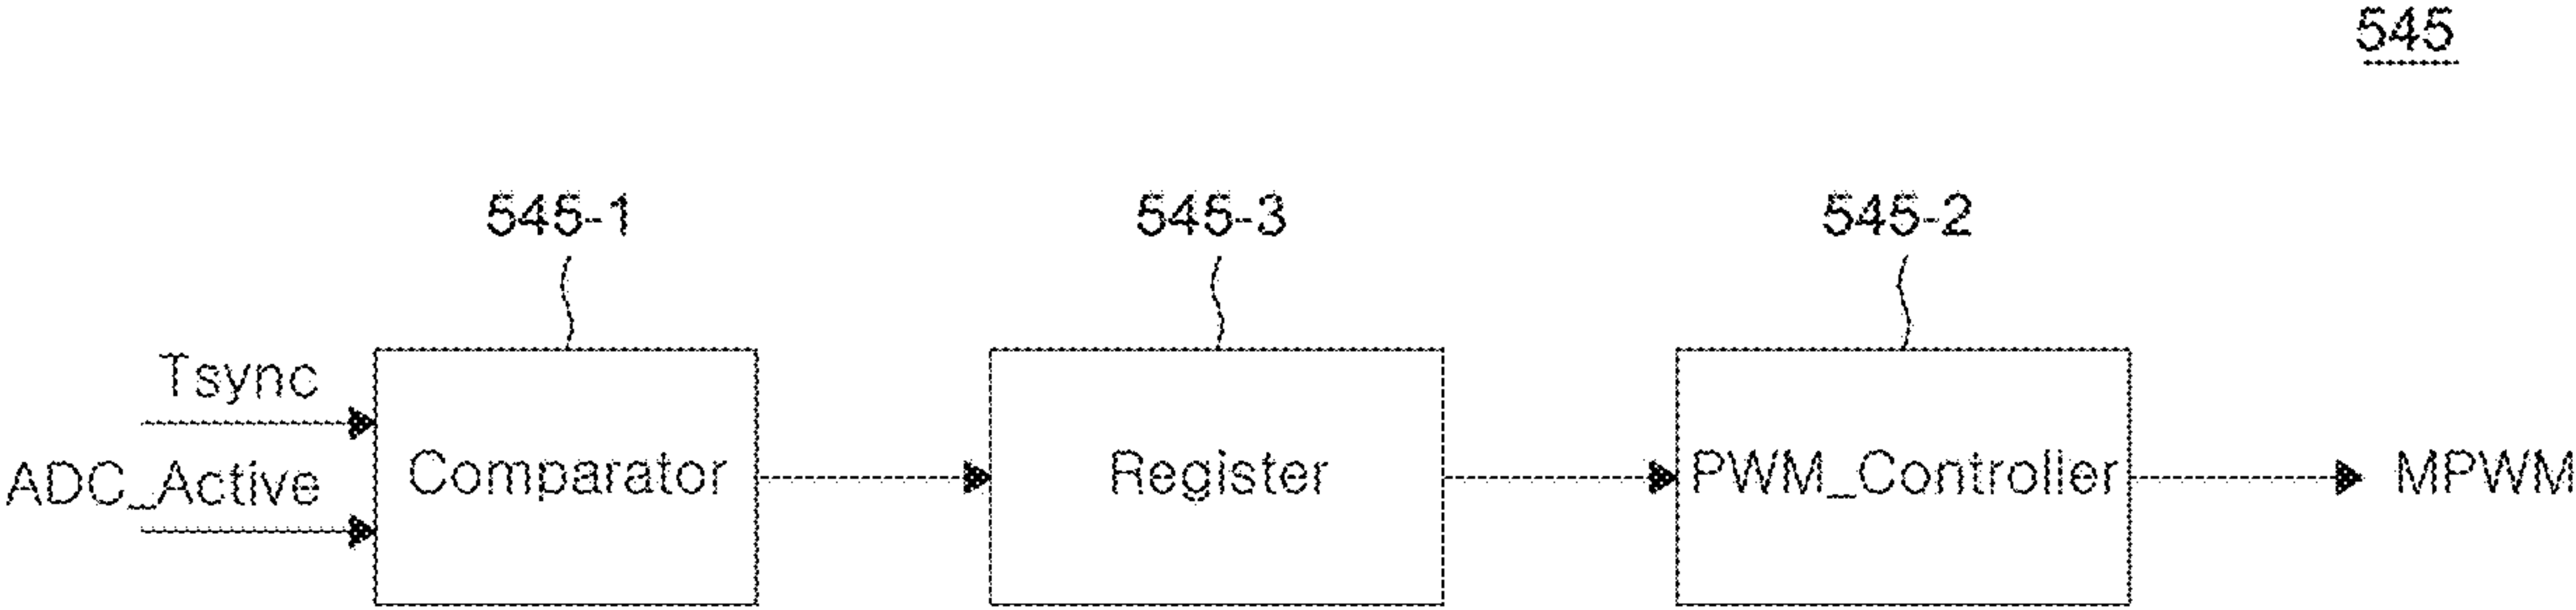 545
545-1
545-3
545-2
Tsync
ADC_Active
Comparator
Register
PWM_Controller
MPWM